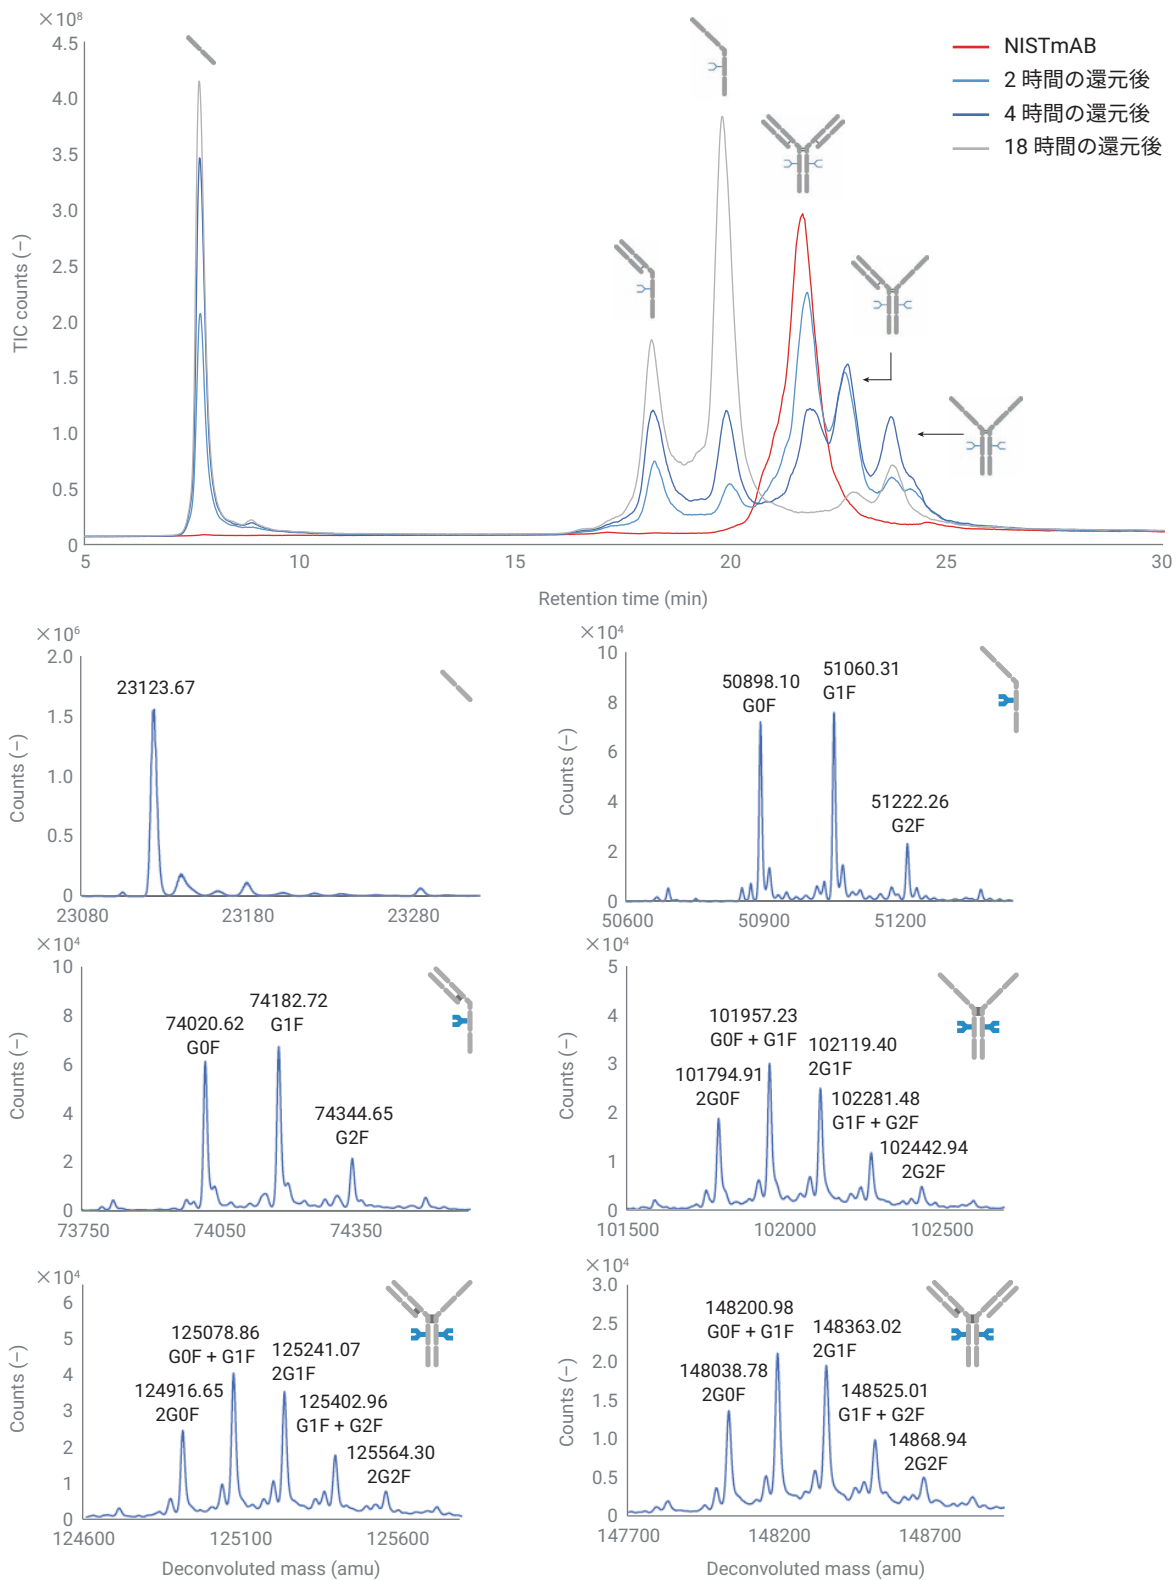 ×10⁸
4.5
4.0
3.5
3.0
2.5
2.0
1.5
1.0
0.5
0
TIC counts (–)
5
10
15
20
25
30
Retention time (min)
NISTmAB
2 時間の還元後
4 時間の還元後
18 時間の還元後
×10⁶
2.0
1.5
1.0
0.5
0
Counts (–)
23123.67
23080
23180
23280
×10⁴
10
8
6
4
2
0
Counts (–)
50898.10
G0F
51060.31
G1F
51222.26
G2F
50600
50900
51200
×10⁴
10
8
6
4
2
0
Counts (–)
74020.62
G0F
74182.72
G1F
74344.65
G2F
73750
74050
74350
×10⁴
5
4
3
2
1
0
Counts (–)
101794.91
2G0F
101957.23
G0F + G1F
102119.40
2G1F
102281.48
G1F + G2F
102442.94
2G2F
101500
102000
102500
×10⁴
6
5
4
3
2
1
0
Counts (–)
124916.65
2G0F
125078.86
G0F + G1F
125241.07
2G1F
125402.96
G1F + G2F
125564.30
2G2F
124600
125100
125600
Deconvoluted mass (amu)
×10⁴
3.0
2.5
2.0
1.5
1.0
0.5
0
Counts (–)
148038.78
2G0F
148200.98
G0F + G1F
148363.02
2G1F
148525.01
G1F + G2F
14868.94
2G2F
147700
148200
148700
Deconvoluted mass (amu)